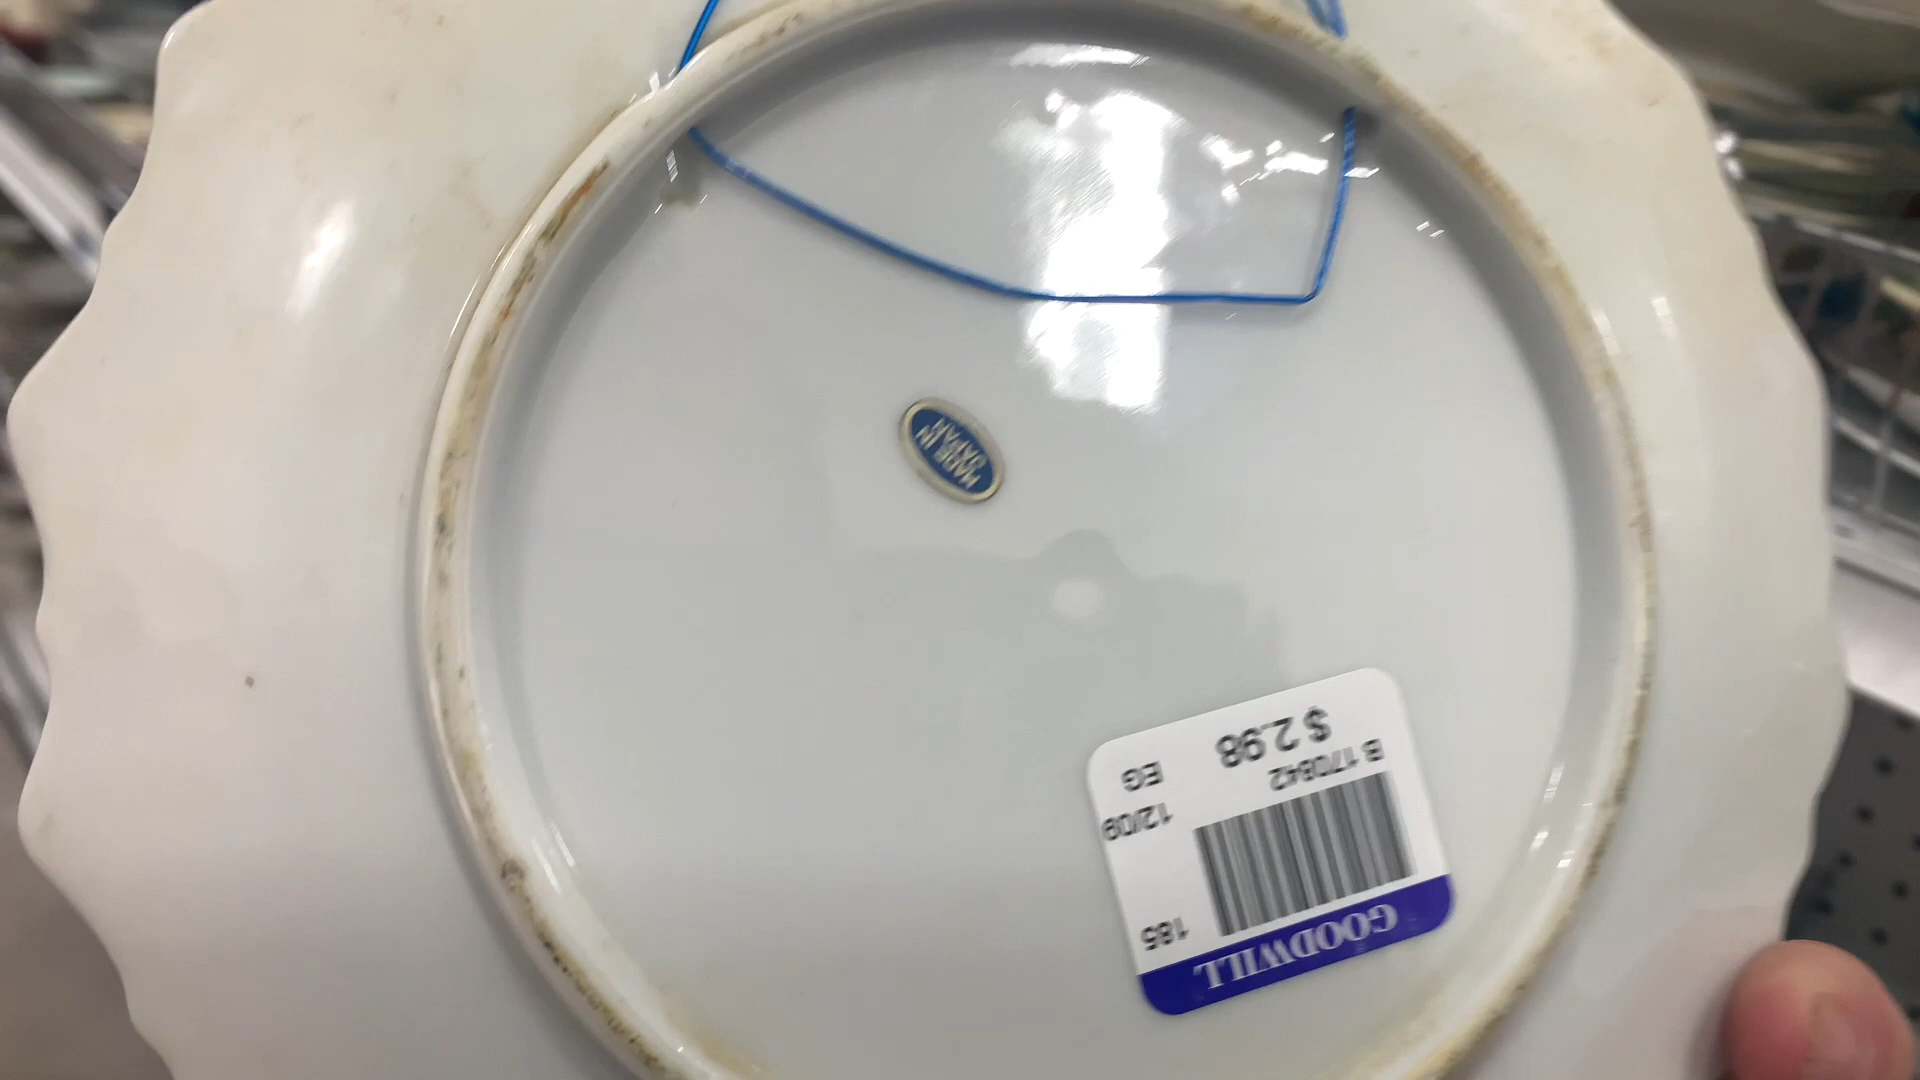 MADE IN
JAPAN
GOODWILL
185
12/09
B 170842
EG
$ 2.98